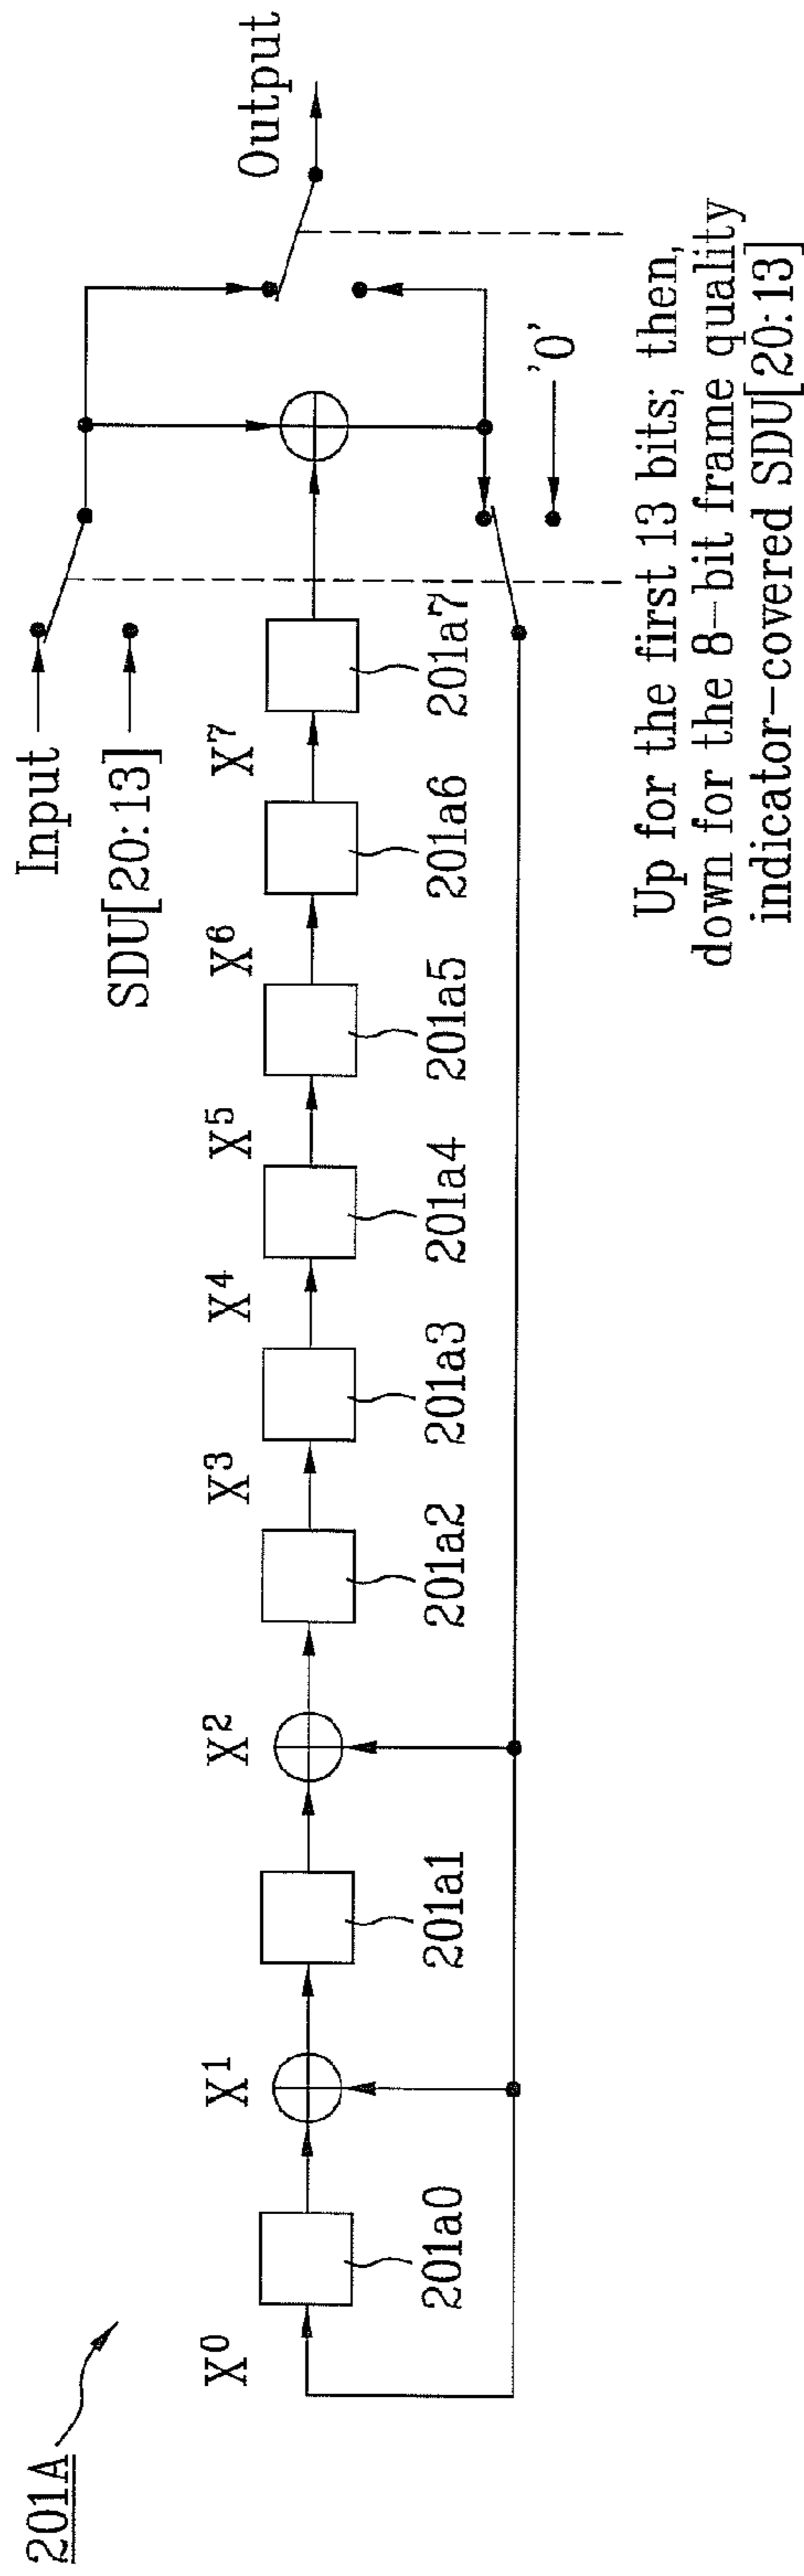 201A
Input
SDU[20:13]
Output
X0
X1
X2
X3
X4
X5
X6
X7
201a0
201a1
201a2
201a3
201a4
201a5
201a6
201a7
'0'
Up for the first 13 bits; then,
down for the 8-bit frame quality
indicator-covered SDU[20:13]